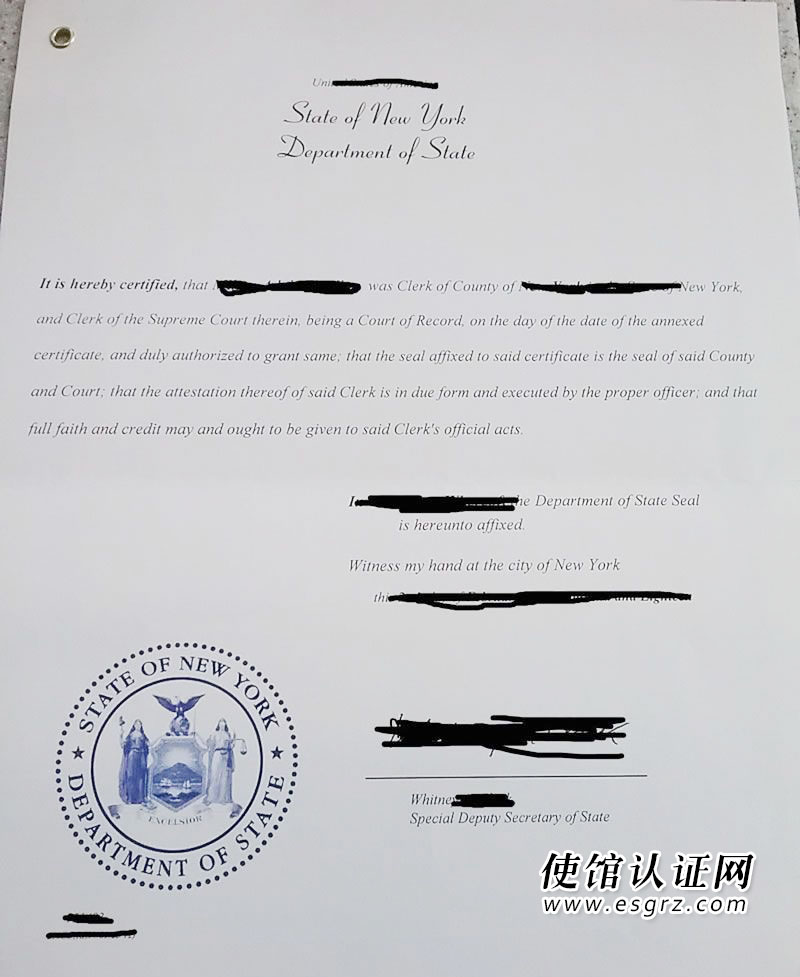 State of New York
Department of State
It is hereby certified, that was Clerk of County of New York,
and Clerk of the Supreme Court therein, being a Court of Record, on the day of the date of the annexed
certificate, and duly authorized to grant same; that the seal affixed to said certificate is the seal of said County
and Court; that the attestation thereof of said Clerk is in due form and executed by the proper officer; and that
full faith and credit may and ought to be given to said Clerk's official acts.
the Department of State Seal
is hereunto affixed.
Witness my hand at the city of New York
Special Deputy Secretary of State
STATE OF NEW YORK
EXCELSIOR
DEPARTMENT OF STATE
使馆认证网
www.esgrz.com